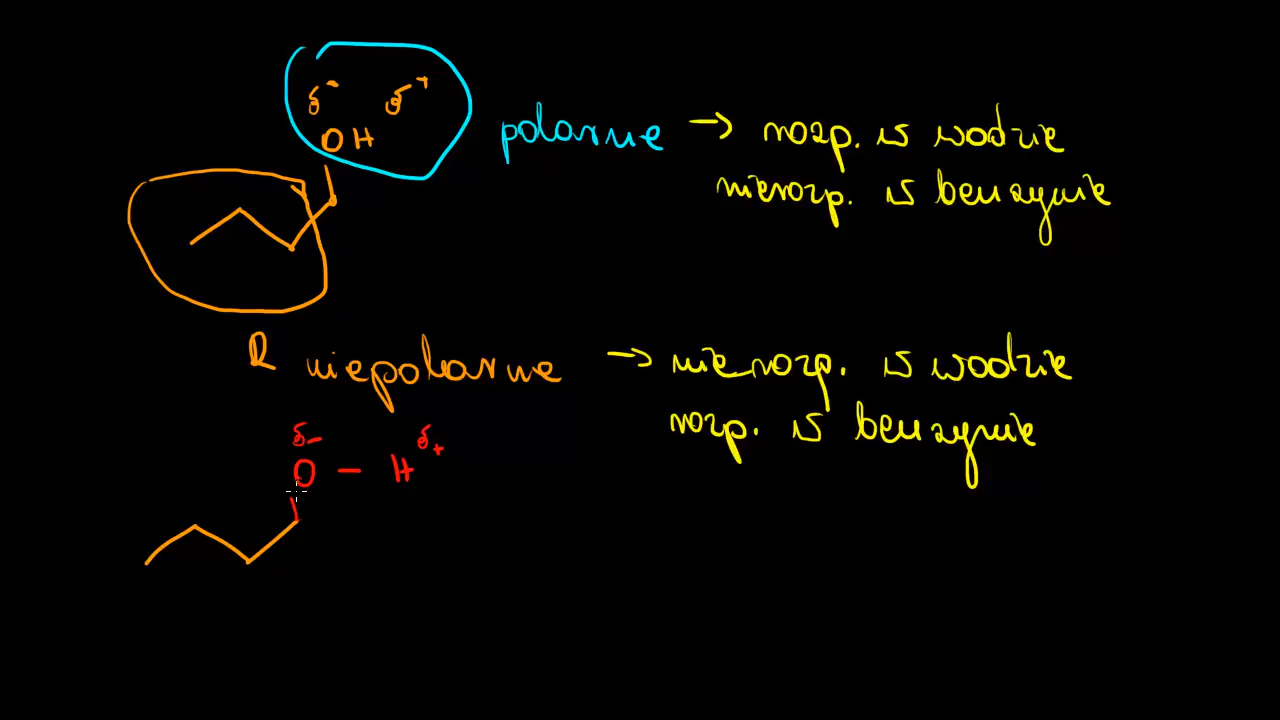 δ- δ+
OH
polarne → rozp. w wodzie
nierozp. w benzynie
R niepolarne → nierozp. w wodzie
rozp. w benzynie
δ- δ+
O - H